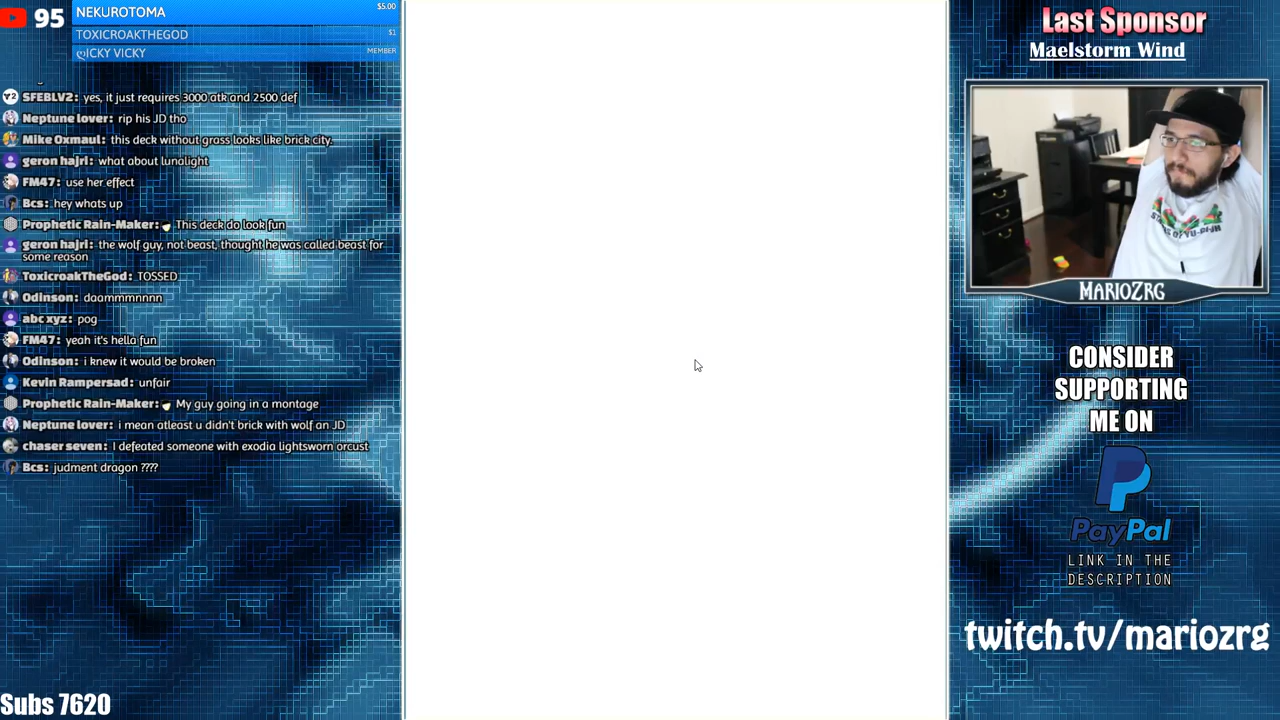 95
NEKUROTOMA $5.00
TOXICROAKTHEGOD $1
ღICKY VICKY MEMBER
SFEBLV2: yes, it just requires 3000 atk and 2500 def
Neptune lover: rip his JD tho
Mike Oxmaul: this deck without grass looks like brick city.
geron hajri: what about lunalight
FM47: use her effect
Bcs: hey whats up
Prophetic Rain-Maker: This deck do look fun
geron hajri: the wolf guy, not beast, thought he was called beast for
some reason
ToxicroakTheGod: TOSSED
Odinson: daammmnnnn
abc xyz: pog
FM47: yeah it's hella fun
Odinson: i knew it would be broken
Kevin Rampersad: unfair
Prophetic Rain-Maker: My guy going in a montage
Neptune lover: i mean atleast u didn't brick with wolf an JD
chaser seven: I defeated someone with exodia lightsworn orcust
Bcs: judment dragon ????
Subs 7620
Last Sponsor
Maelstorm Wind
MARIOZRG
CONSIDER
SUPPORTING
ME ON
PayPal
LINK IN THE
DESCRIPTION
twitch.tv/mariozrg